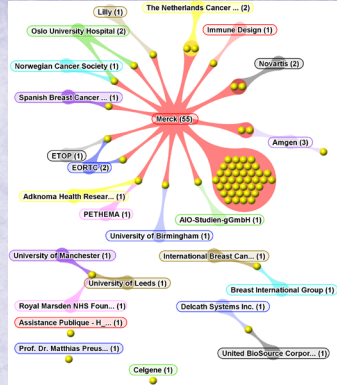 Lilly (1)
The Netherlands Cancer ... (2)
Oslo University Hospital (2)
Immune Design (1)
Norwegian Cancer Society (1)
Novartis (2)
Spanish Breast Cancer ... (1)
Merck (55)
Amgen (3)
ETOP (1)
EORTC (2)
Adknoma Health Resear... (1)
PETHEMA (1)
AIO-Studien-gGmbH (1)
University of Birmingham (1)
University of Manchester (1)
International Breast Can... (1)
University of Leeds (1)
Breast International Group (1)
Royal Marsden NHS Foun... (1)
Delcath Systems Inc. (1)
Assistance Publique - H_... (1)
Prof. Dr. Matthias Preus... (1)
United BioSource Corpor... (1)
Celgene (1)